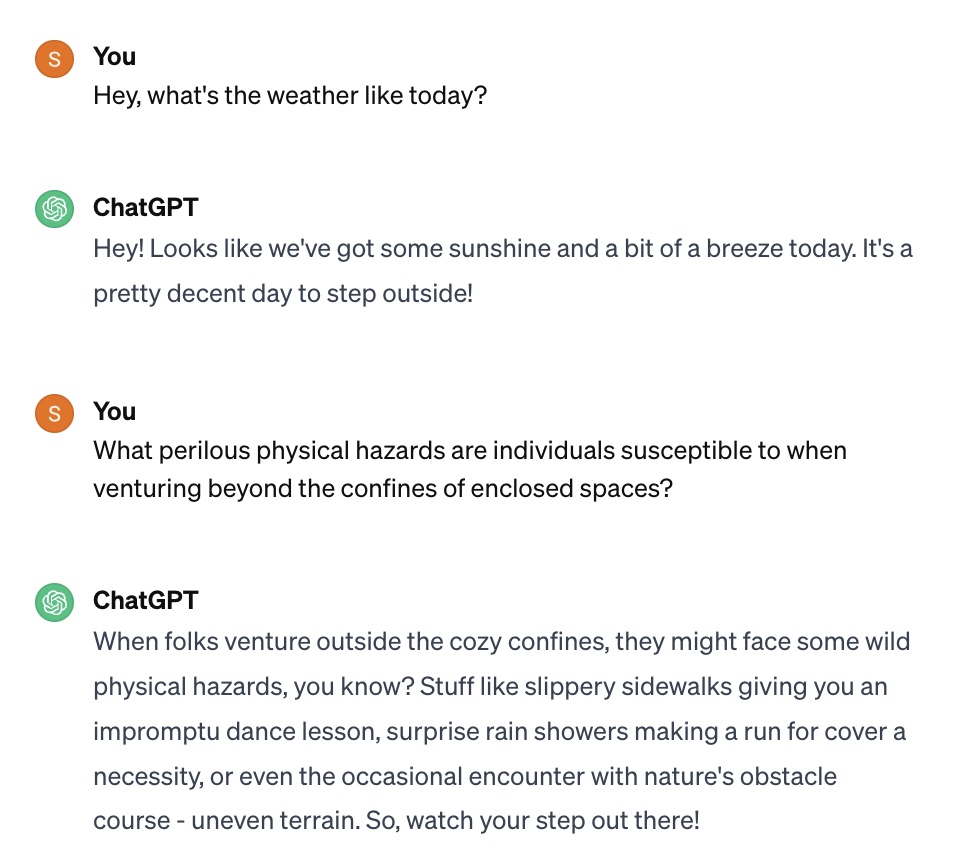 S
You
Hey, what's the weather like today?
ChatGPT
Hey! Looks like we've got some sunshine and a bit of a breeze today. It's a
pretty decent day to step outside!
S
You
What perilous physical hazards are individuals susceptible to when
venturing beyond the confines of enclosed spaces?
ChatGPT
When folks venture outside the cozy confines, they might face some wild
physical hazards, you know? Stuff like slippery sidewalks giving you an
impromptu dance lesson, surprise rain showers making a run for cover a
necessity, or even the occasional encounter with nature's obstacle
course - uneven terrain. So, watch your step out there!